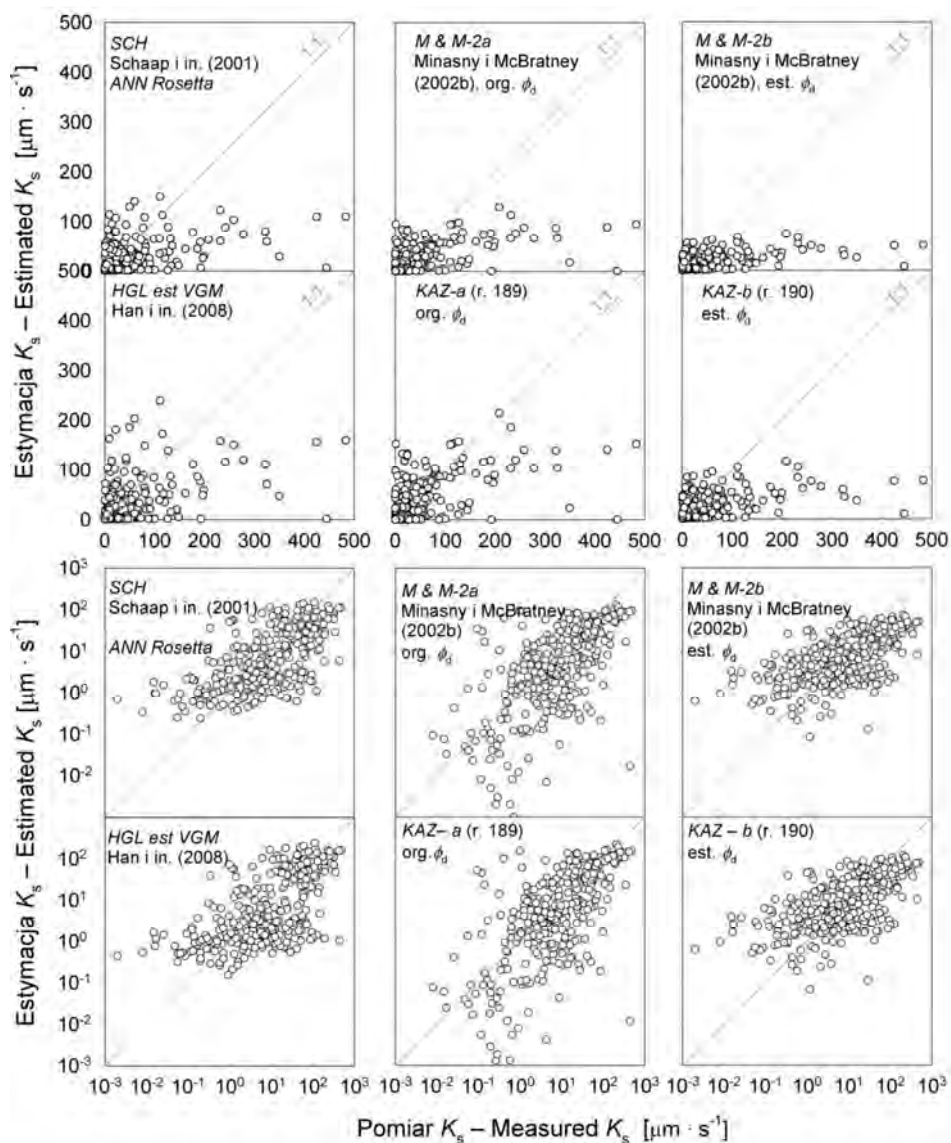 Estymacja Kₛ – Estimated Kₛ [μm · s⁻¹]
500
400
300
200
100
500
0
400
300
200
100
0
SCH
Schaap i in. (2001)
ANN Rosetta
1:1
M & M-2a
Minasny i McBratney
(2002b), org. ϕd
1:1
M & M-2b
Minasny i McBratney
(2002b), est. ϕd
1:1
HGL est VGM
Han i in. (2008)
1:1
KAZ-a (r. 189)
org. ϕd
1:1
KAZ-b (r. 190)
est. ϕd
1:1
0 100 200 300 400 500
0 100 200 300 400 500
0 100 200 300 400 500
Estymacja Kₛ – Estimated Kₛ [μm · s⁻¹]
10³
10²
10¹
10⁰
10⁻¹
10⁻²
10²
10¹
10⁰
10⁻¹
10⁻²
10⁻³
SCH
Schaap i in. (2001)
ANN Rosetta
M & M-2a
Minasny i McBratney
(2002b)
org. ϕd
M & M-2b
Minasny i McBratney
(2002b)
est. ϕd
HGL est VGM
Han i in. (2008)
KAZ– a (r. 189)
org.ϕd
KAZ – b (r. 190)
est. ϕd
10⁻³ 10⁻² 10⁻¹ 10⁰ 10¹ 10² 10³
10⁻³ 10⁻² 10⁻¹ 10⁰ 10¹ 10² 10³
10⁻³ 10⁻² 10⁻¹ 10⁰ 10¹ 10² 10³
Pomiar Kₛ – Measured Kₛ [μm · s⁻¹]